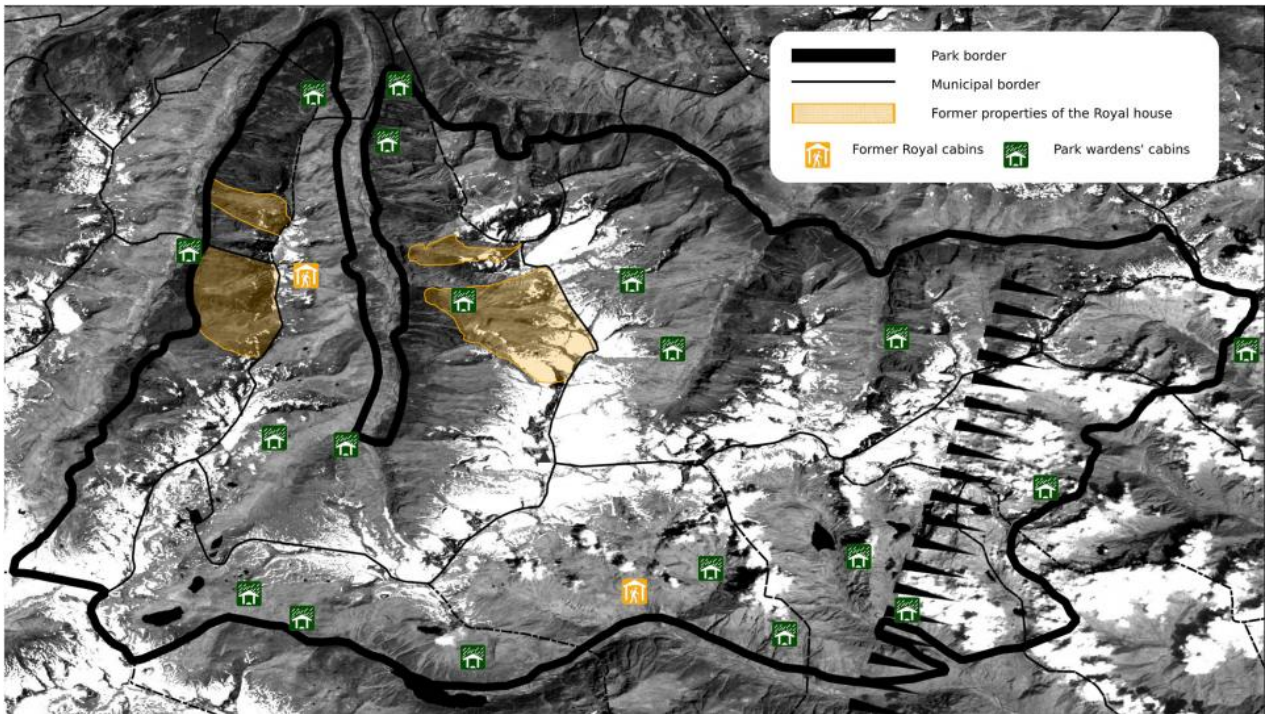 Park border
Municipal border
Former properties of the Royal house
Former Royal cabins Park wardens' cabins